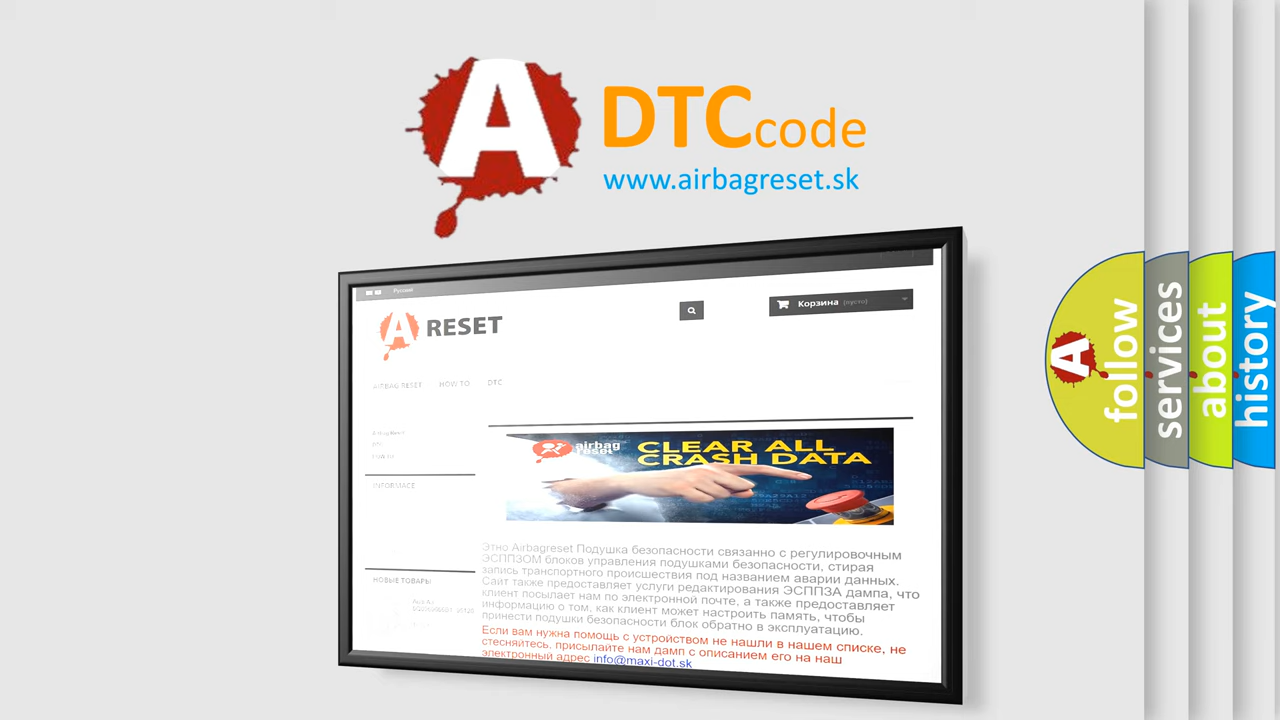 A
DTCcode
www.airbagreset.sk
Русский
A RESET
Корзина (пусто)
AIRBAG RESET HOW TO DTC
DTC
INFORMACE
airbag
reset
CLEAR ALL
CRASH DATA
НОВЫЕ ТОВАРЫ
Этно Airbagreset Подушка безопасности связанно с регулировочным
ЭСППЗОМ блоков управления подушками безопасности, стирая
запись транспортного происшествия под названием аварии данных.
Сайт также предоставляет услуги редактирования ЭСППЗА дампа, что
клиент посылает нам по электронной почте, а также предоставляет
информацию о том, как клиент может настроить память, чтобы
принести подушки безопасности блок обратно в эксплуатацию.
Если вам нужна помощь с устройством не нашли в нашем списке, не
стесняйтесь, присылайте нам дамп с описанием его на наш
электронный адрес info@maxi-dot.sk
A
follow
services
about
history